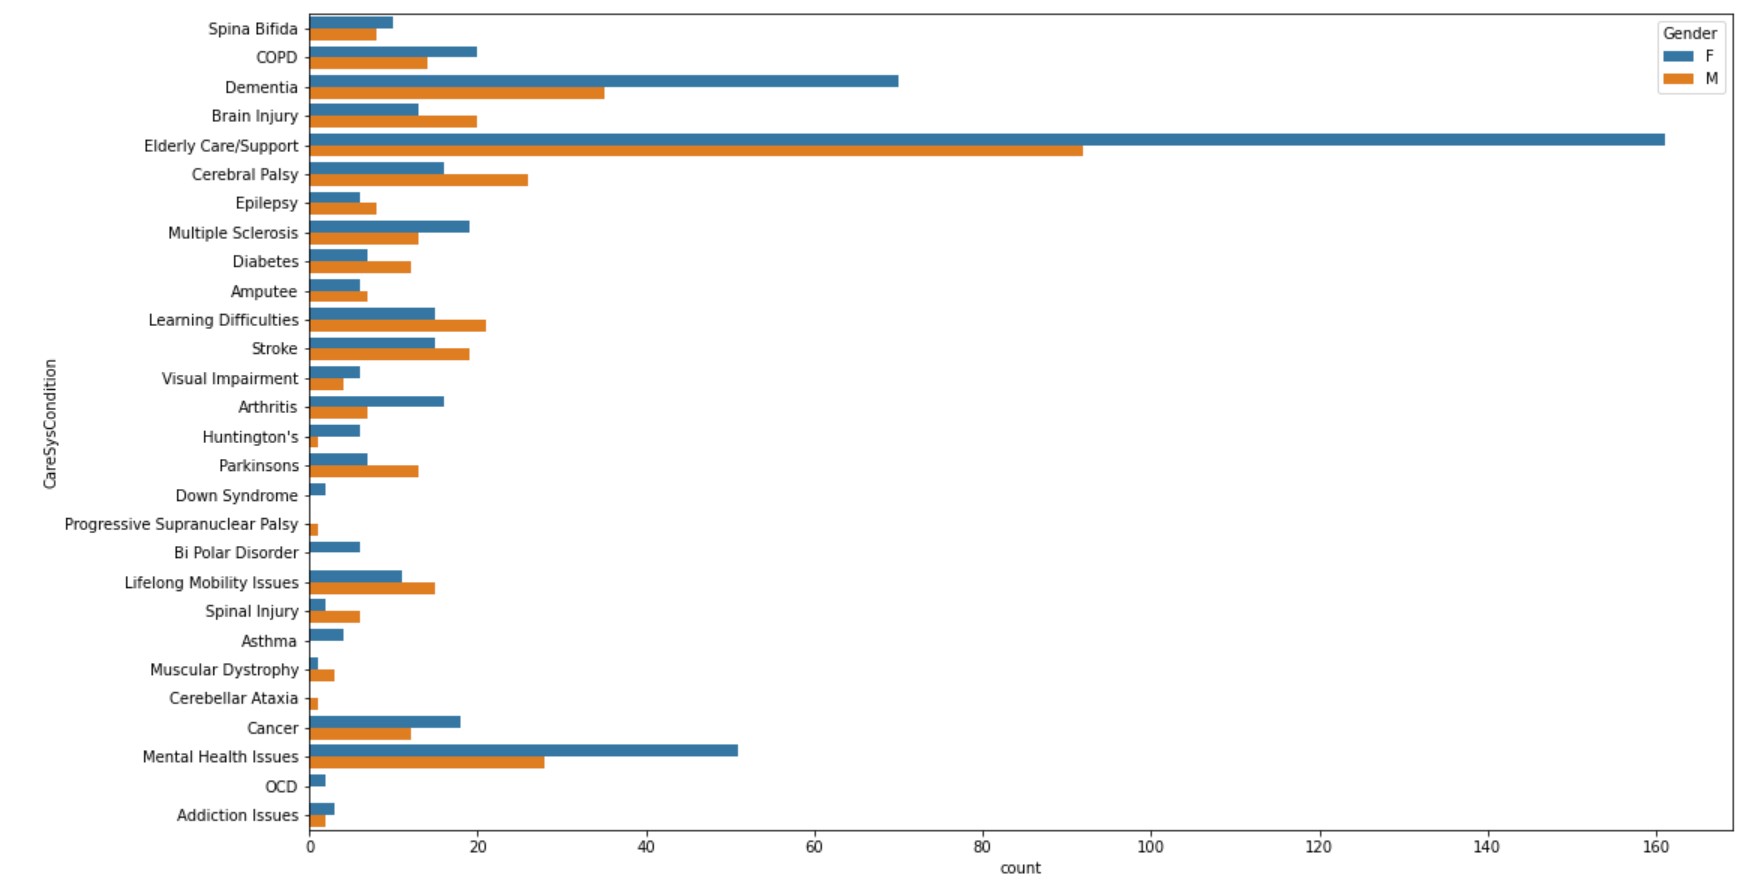 Gender
F
M
CareSysCondition
Spina Bifida
COPD
Dementia
Brain Injury
Elderly Care/Support
Cerebral Palsy
Epilepsy
Multiple Sclerosis
Diabetes
Amputee
Learning Difficulties
Stroke
Visual Impairment
Arthritis
Huntington's
Parkinsons
Down Syndrome
Progressive Supranuclear Palsy
Bi Polar Disorder
Lifelong Mobility Issues
Spinal Injury
Asthma
Muscular Dystrophy
Cerebellar Ataxia
Cancer
Mental Health Issues
OCD
Addiction Issues
0 20 40 60 80 100 120 140 160
count